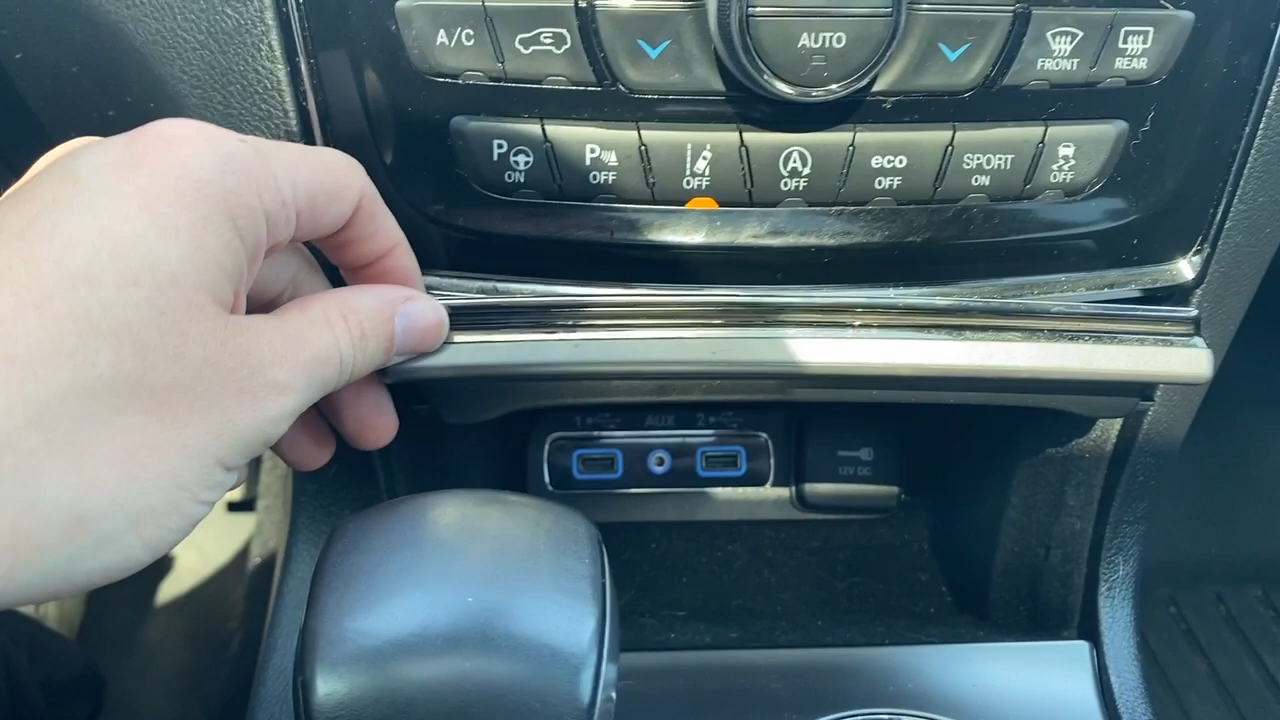 A/C
AUTO
FRONT
REAR
P ON
P OFF
OFF
A OFF
eco OFF
SPORT ON
OFF
1 AUX 2
12V DC